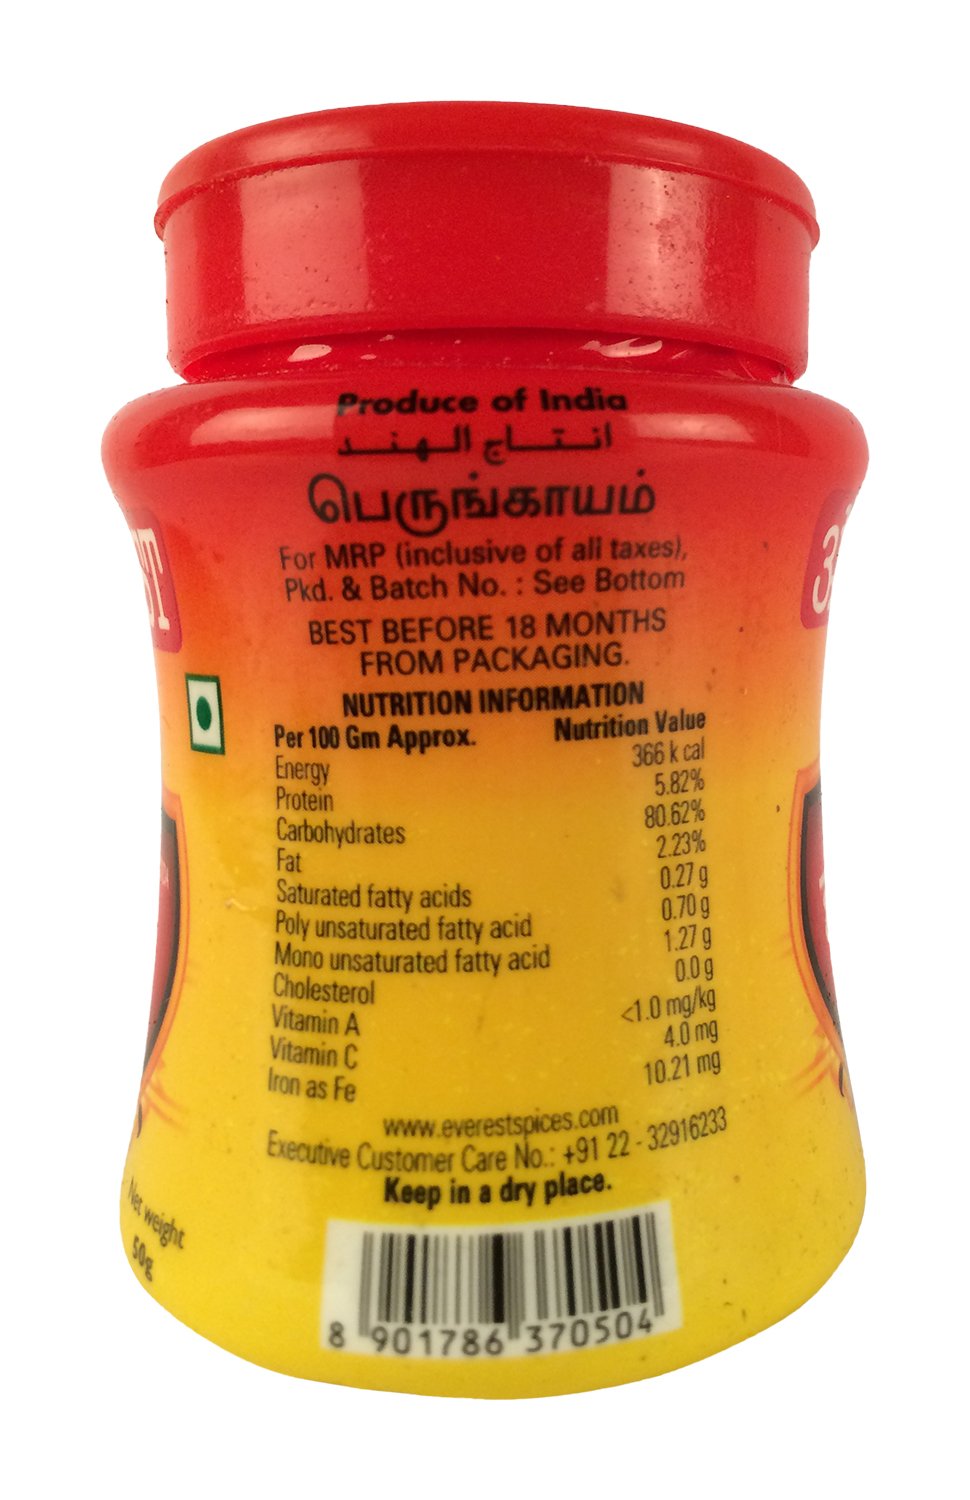 Produce of India
انتاج الهند
பெருங்காயம்
For MRP (inclusive of all taxes),
Pkd. & Batch No. : See Bottom
BEST BEFORE 18 MONTHS
FROM PACKAGING.
NUTRITION INFORMATION
Per 100 Gm Approx. Nutrition Value
Energy 366 k cal
Protein 5.82%
Carbohydrates 80.62%
Fat 2.23%
Saturated fatty acids 0.27 g
Poly unsaturated fatty acid 0.70 g
Mono unsaturated fatty acid 1.27 g
Cholesterol 0.0 g
Vitamin A <1.0 mg/kg
Vitamin C 4.0 mg
Iron as Fe 10.21 mg
www.everestspices.com
Executive Customer Care No.: +91 22 - 32916233
Keep in a dry place.
8 901786 370504
Net weight
50g